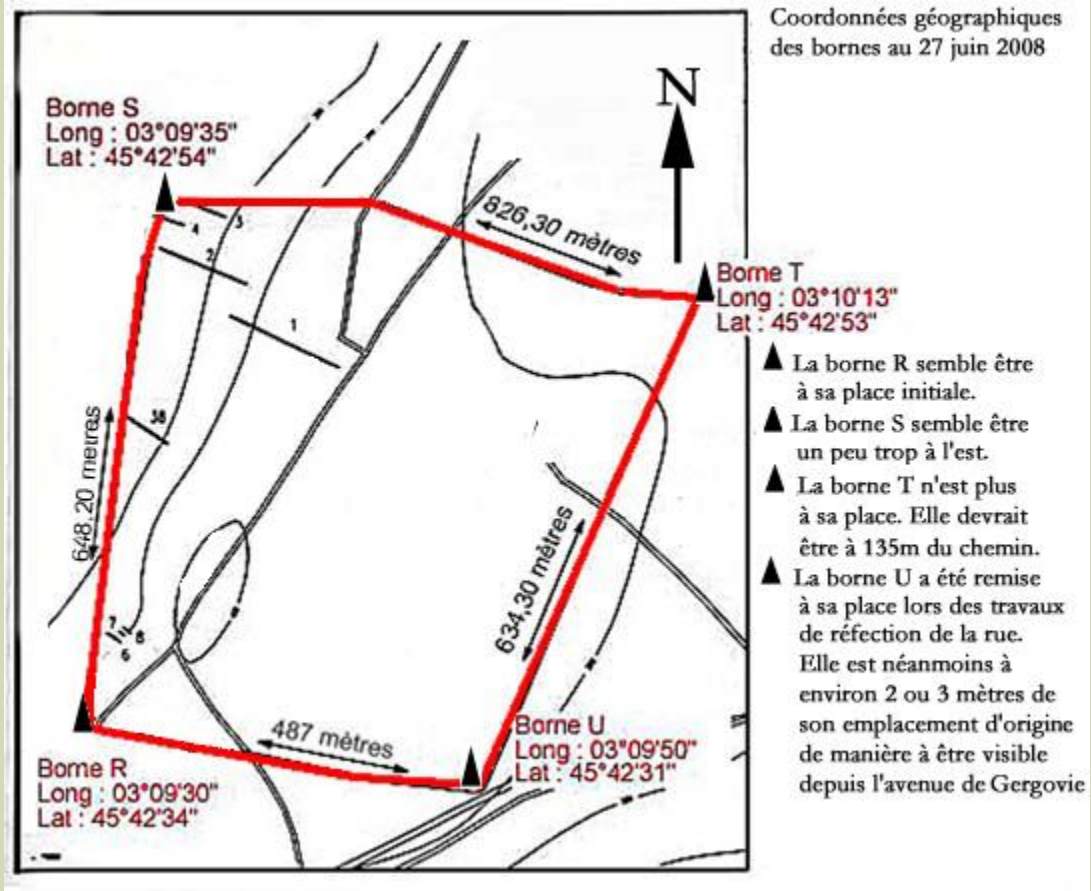 Coordonnées géographiques
des bornes au 27 juin 2008
N
Borne S
Long : 03°09'35"
Lat : 45°42'54"
826,30 mètres
Borne T
Long : 03°10'13"
Lat : 45°42'53"
3
4
2
1
38
648,20 metres
634,30 mètres
7
8
6
487 mètres
Borne R
Long : 03°09'30"
Lat : 45°42'34"
Borne U
Long : 03°09'50"
Lat : 45°42'31"
La borne R semble être
à sa place initiale.
La borne S semble être
un peu trop à l'est.
La borne T n'est plus
à sa place. Elle devrait
être à 135m du chemin.
La borne U a été remise
à sa place lors des travaux
de réfection de la rue.
Elle est néanmoins à
environ 2 ou 3 mètres de
son emplacement d'origine
de manière à être visible
depuis l'avenue de Gergovie